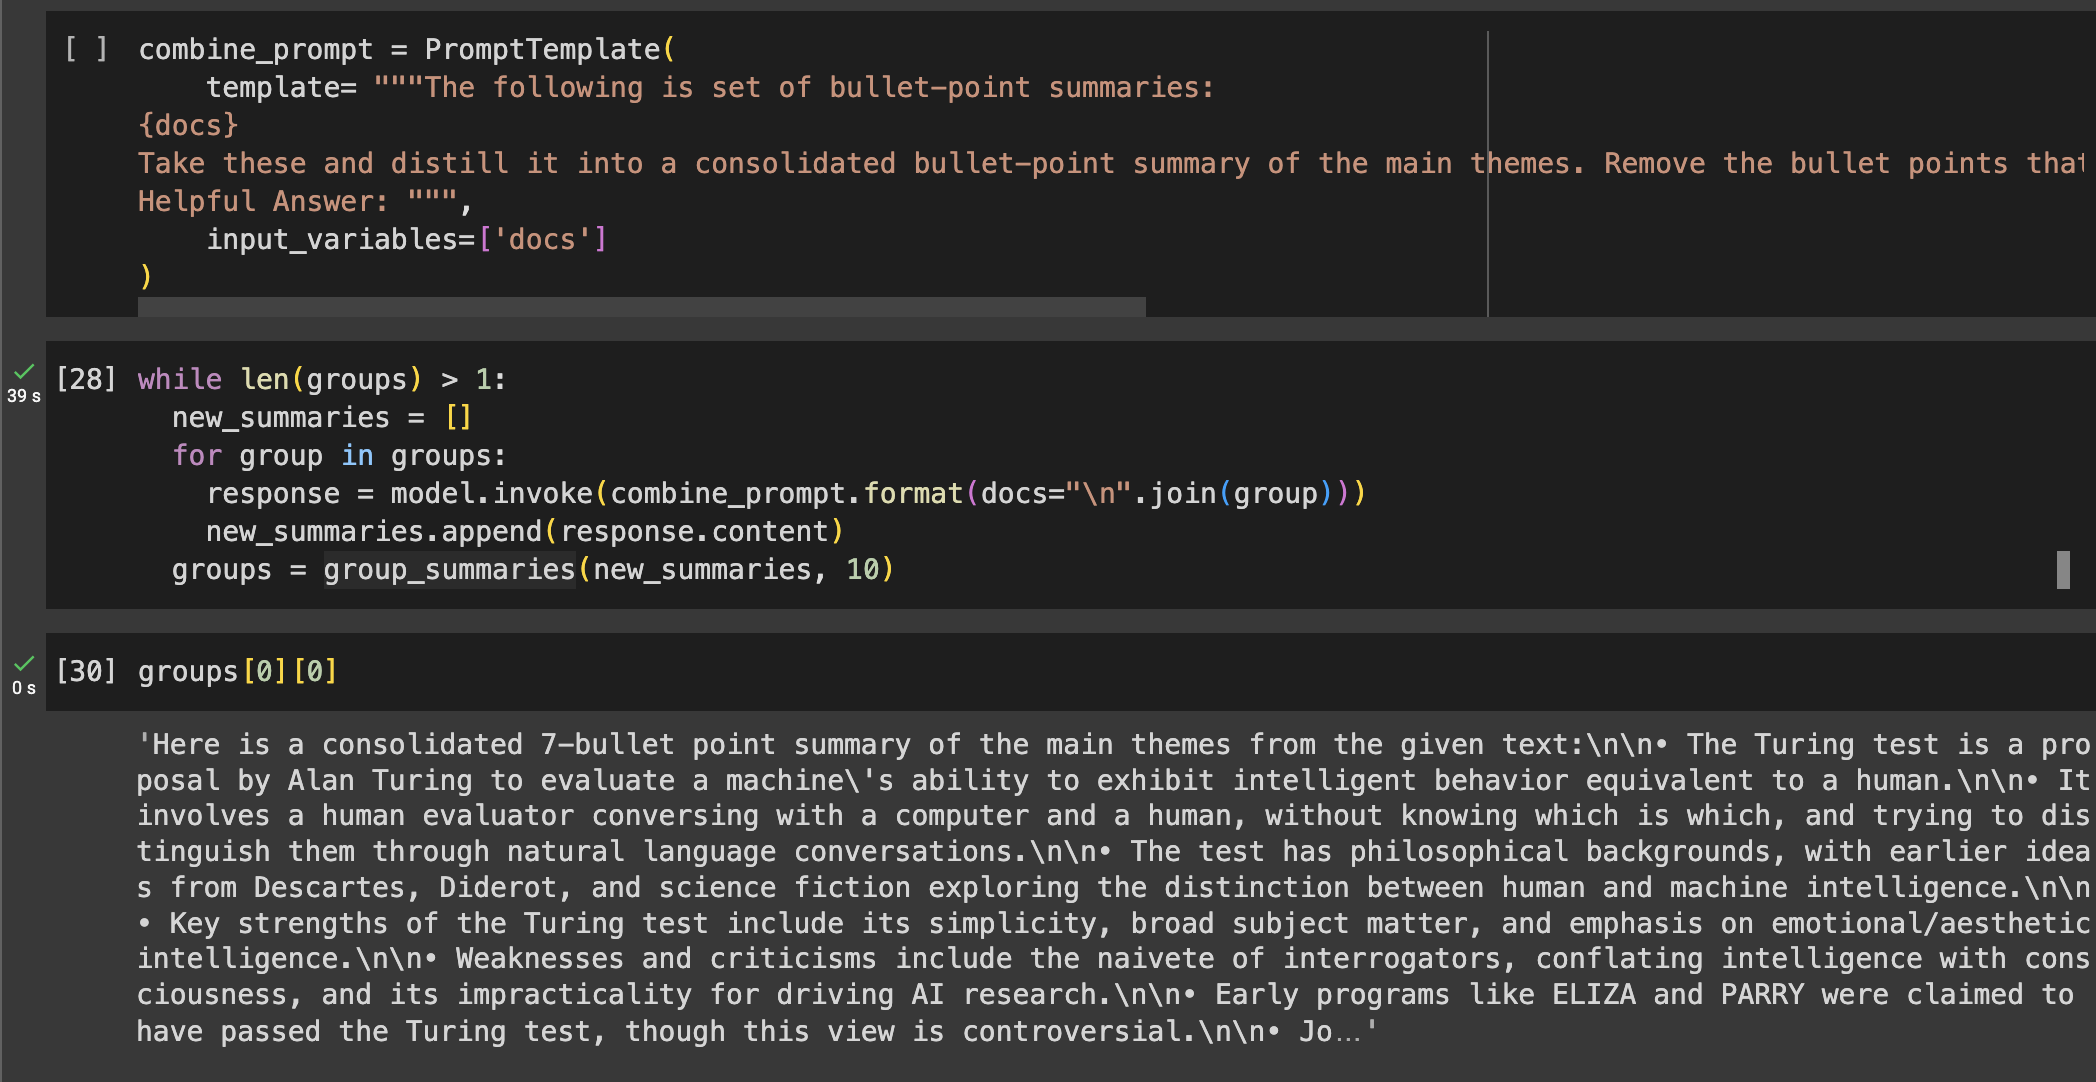 [ ] combine_prompt = PromptTemplate(
    template= """The following is set of bullet-point summaries:
{docs}
Take these and distill it into a consolidated bullet-point summary of the main themes. Remove the bullet points that
Helpful Answer: """,
    input_variables=['docs']
)
[28] while len(groups) > 1:
39 s
  new_summaries = []
  for group in groups:
    response = model.invoke(combine_prompt.format(docs="\n".join(group)))
    new_summaries.append(response.content)
  groups = group_summaries(new_summaries, 10)
[30] groups[0][0]
0 s
'Here is a consolidated 7-bullet point summary of the main themes from the given text:\n\n• The Turing test is a pro
posal by Alan Turing to evaluate a machine\'s ability to exhibit intelligent behavior equivalent to a human.\n\n• It
involves a human evaluator conversing with a computer and a human, without knowing which is which, and trying to dis
tinguish them through natural language conversations.\n\n• The test has philosophical backgrounds, with earlier idea
s from Descartes, Diderot, and science fiction exploring the distinction between human and machine intelligence.\n\n
• Key strengths of the Turing test include its simplicity, broad subject matter, and emphasis on emotional/aesthetic
intelligence.\n\n• Weaknesses and criticisms include the naivete of interrogators, conflating intelligence with cons
ciousness, and its impracticality for driving AI research.\n\n• Early programs like ELIZA and PARRY were claimed to
have passed the Turing test, though this view is controversial.\n\n• Jo…'